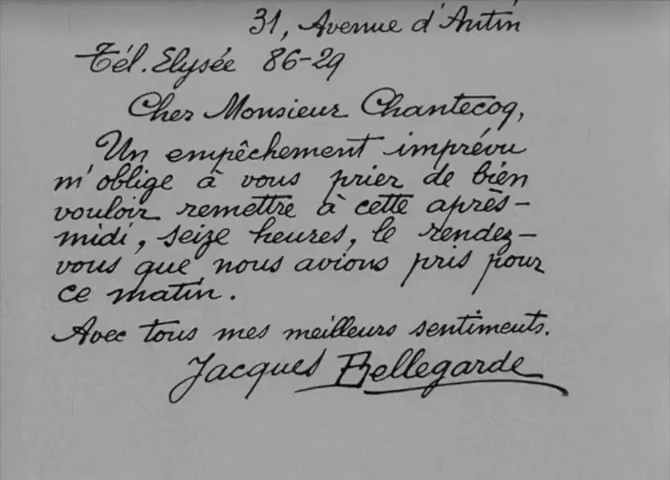 31, Avenue d'Antin
Tél. Elysée 86-29
Cher Monsieur Chantecoq,
Un empêchement imprévu
m'oblige à vous prier de bien
vouloir remettre à cette après-
midi, seize heures, le rendez-
vous que nous avions pris pour
ce matin.
Avec tous mes meilleurs sentiments.
Jacques Bellegarde